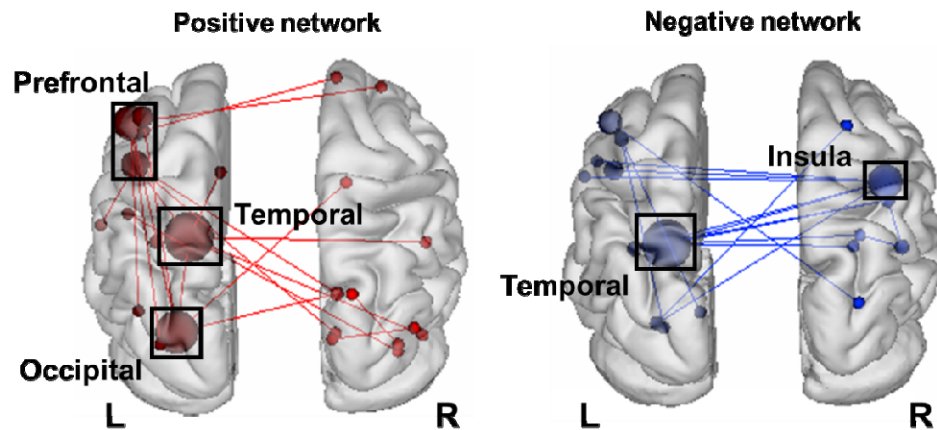 Positive network
Negative network
Prefrontal
Insula
Temporal
Temporal
Occipital
L
R
L
R